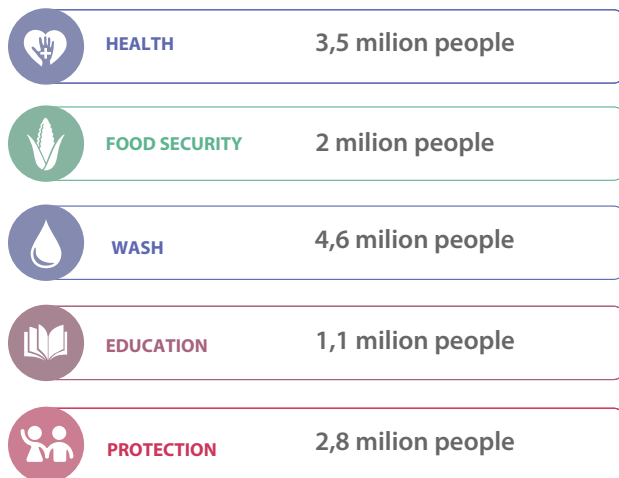 HEALTH 3,5 milion people
FOOD SECURITY 2 milion people
WASH 4,6 milion people
EDUCATION 1,1 milion people
PROTECTION 2,8 milion people